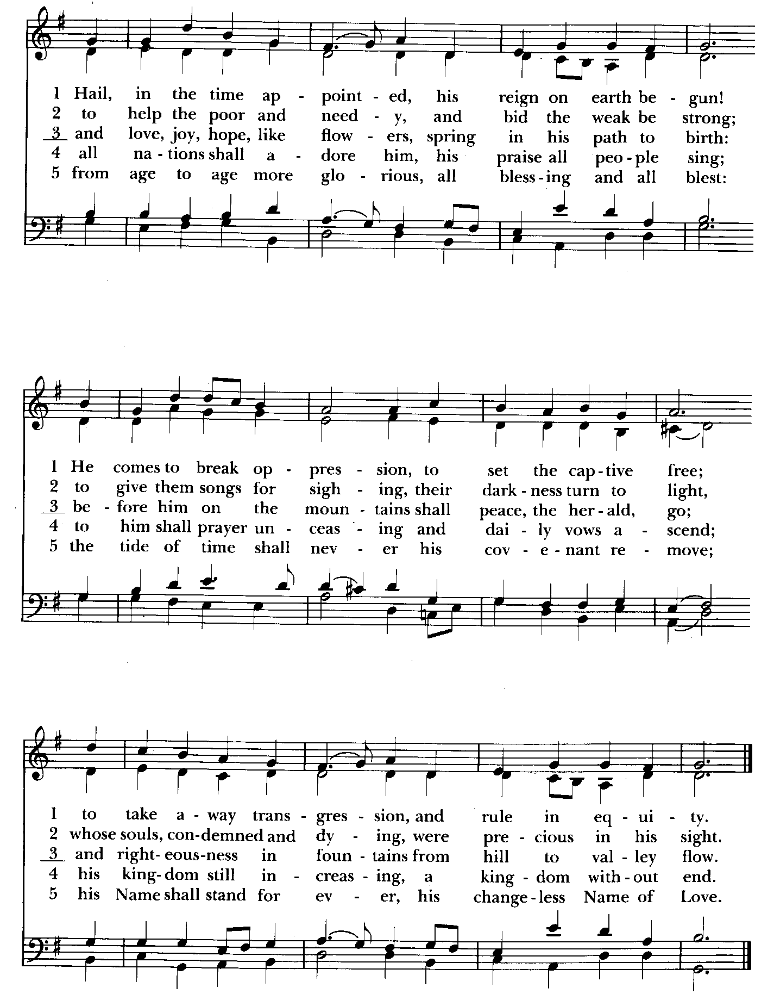 1 Hail, in the time ap - point - ed, his reign on earth be - gun!
2 to help the poor and need - y, and bid the weak be strong;
3 and love, joy, hope, like flow - ers, spring in his path to birth:
4 all na - tions shall a - dore him, his praise all peo - ple sing;
5 from age to age more glo - rious, all bless - ing and all blest:
1 He comes to break op - pres - sion, to set the cap - tive free;
2 to give them songs for sigh - ing, their dark - ness turn to light,
3 be - fore him on the moun - tains shall peace, the her - ald, go;
4 to him shall prayer un - ceas - ing and dai - ly vows a - scend;
5 the tide of time shall nev - er his cov - e - nant re - move;
1 to take a - way trans - gres - sion, and rule in eq - ui - ty.
2 whose souls, con - demned and dy - ing, were pre - cious in his sight.
3 and right - eous - ness in foun - tains from hill to val - ley flow.
4 his king - dom still in - creas - ing, a king - dom with - out end.
5 his Name shall stand for ev - er, his change - less Name of Love.